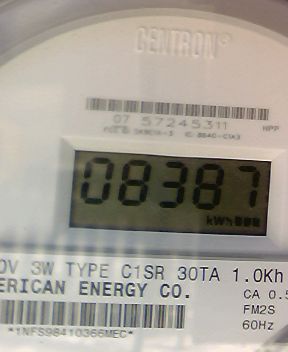 CENTRON®
07 57245311
HPP
08387
kWh
0V 3W TYPE C1SR 30TA 1.0Kh
ERICAN ENERGY CO.
CA 0.5
FM2S
60Hz
*1NFS98410366MEC*